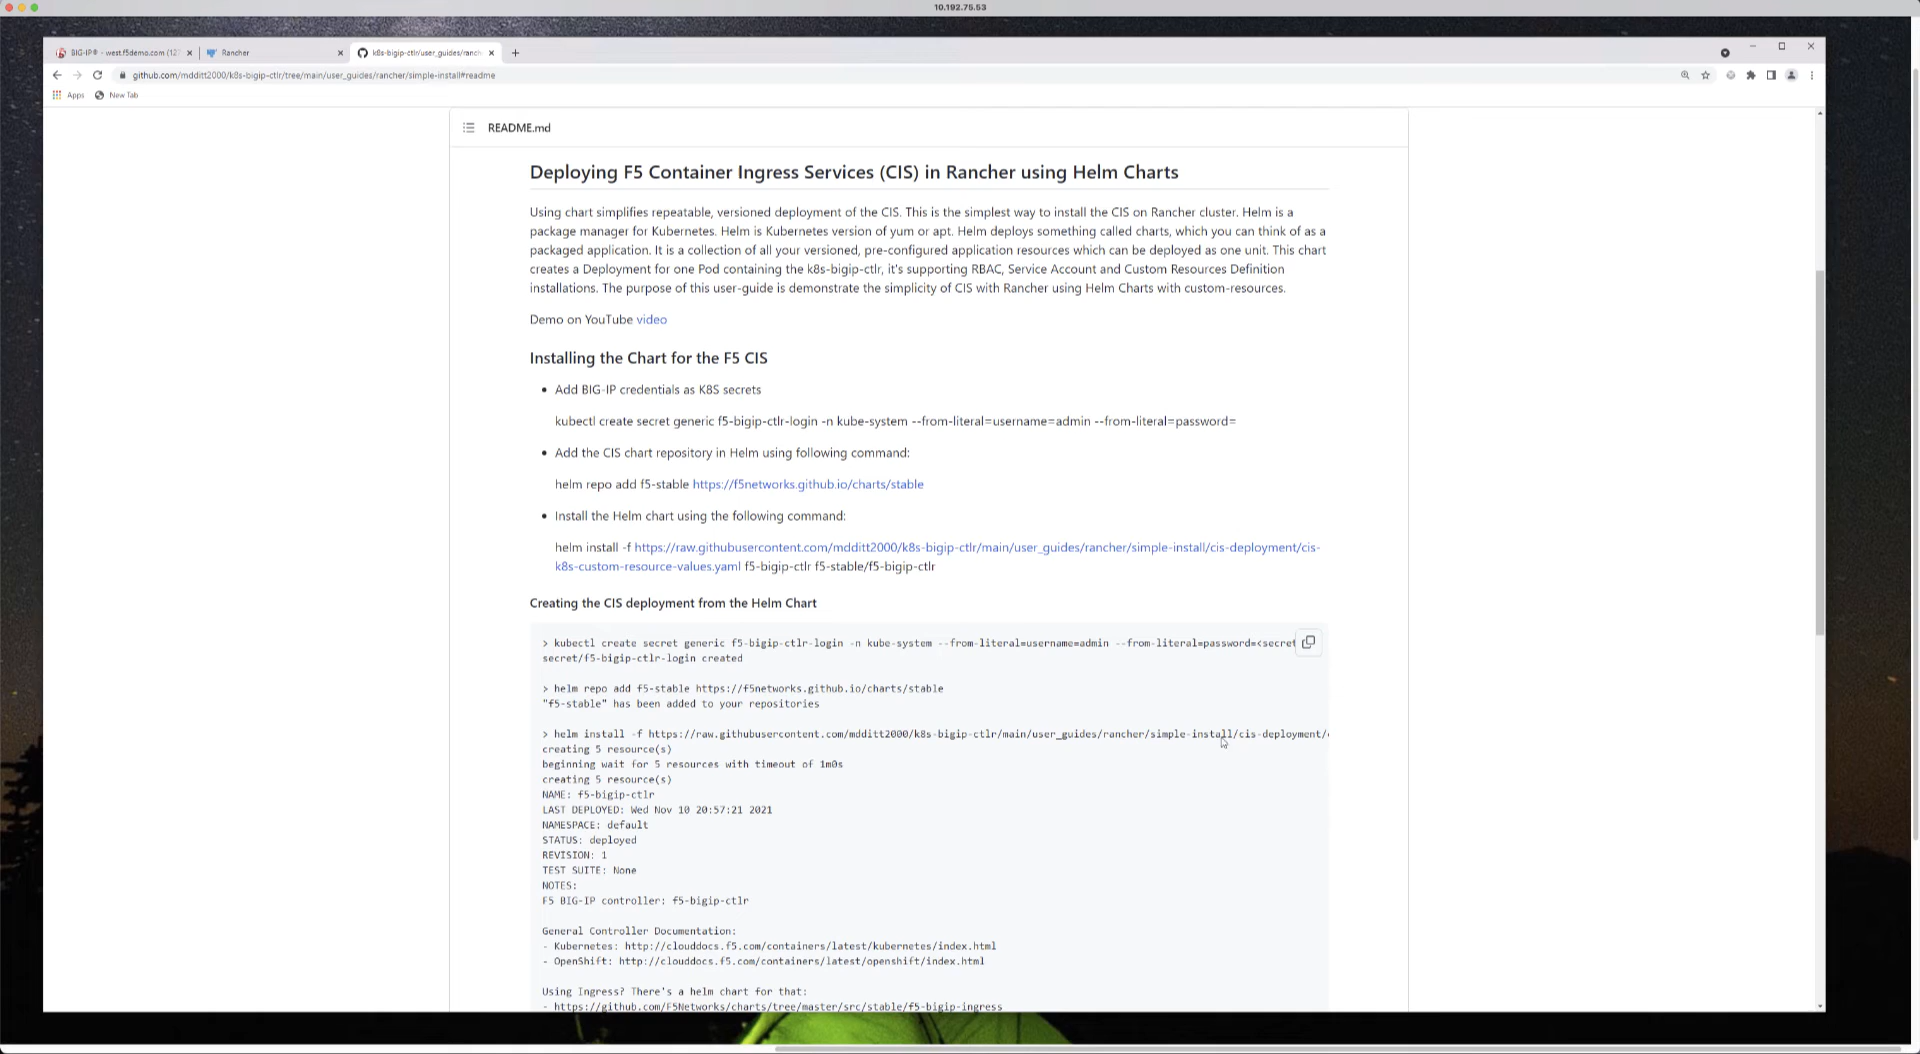 10.192.75.53
BIG-IP® - west.f5demo.com (12
Rancher
k8s-bigip-ctlr/user_guides/ranch
github.com/mdditt2000/k8s-bigip-ctlr/tree/main/user_guides/rancher/simple-install#readme
Apps
New Tab
README.md
Deploying F5 Container Ingress Services (CIS) in Rancher using Helm Charts
Using chart simplifies repeatable, versioned deployment of the CIS. This is the simplest way to install the CIS on Rancher cluster. Helm is a
package manager for Kubernetes. Helm is Kubernetes version of yum or apt. Helm deploys something called charts, which you can think of as a
packaged application. It is a collection of all your versioned, pre-configured application resources which can be deployed as one unit. This chart
creates a Deployment for one Pod containing the k8s-bigip-ctlr, it's supporting RBAC, Service Account and Custom Resources Definition
installations. The purpose of this user-guide is demonstrate the simplicity of CIS with Rancher using Helm Charts with custom-resources.
Demo on YouTube video
Installing the Chart for the F5 CIS
• Add BIG-IP credentials as K8S secrets
kubectl create secret generic f5-bigip-ctlr-login -n kube-system --from-literal=username=admin --from-literal=password=
• Add the CIS chart repository in Helm using following command:
helm repo add f5-stable https://f5networks.github.io/charts/stable
• Install the Helm chart using the following command:
helm install -f https://raw.githubusercontent.com/mdditt2000/k8s-bigip-ctlr/main/user_guides/rancher/simple-install/cis-deployment/cis-
k8s-custom-resource-values.yaml f5-bigip-ctlr f5-stable/f5-bigip-ctlr
Creating the CIS deployment from the Helm Chart
> kubectl create secret generic f5-bigip-ctlr-login -n kube-system --from-literal=username=admin --from-literal=password=<secret
secret/f5-bigip-ctlr-login created
> helm repo add f5-stable https://f5networks.github.io/charts/stable
"f5-stable" has been added to your repositories
> helm install -f https://raw.githubusercontent.com/mdditt2000/k8s-bigip-ctlr/main/user_guides/rancher/simple-install/cis-deployment/
creating 5 resource(s)
beginning wait for 5 resources with timeout of 1m0s
creating 5 resource(s)
NAME: f5-bigip-ctlr
LAST DEPLOYED: Wed Nov 10 20:57:21 2021
NAMESPACE: default
STATUS: deployed
REVISION: 1
TEST SUITE: None
NOTES:
F5 BIG-IP controller: f5-bigip-ctlr
General Controller Documentation:
- Kubernetes: http://clouddocs.f5.com/containers/latest/kubernetes/index.html
- OpenShift: http://clouddocs.f5.com/containers/latest/openshift/index.html
Using Ingress? There's a helm chart for that:
- https://github.com/F5Networks/charts/tree/master/src/stable/f5-bigip-ingress